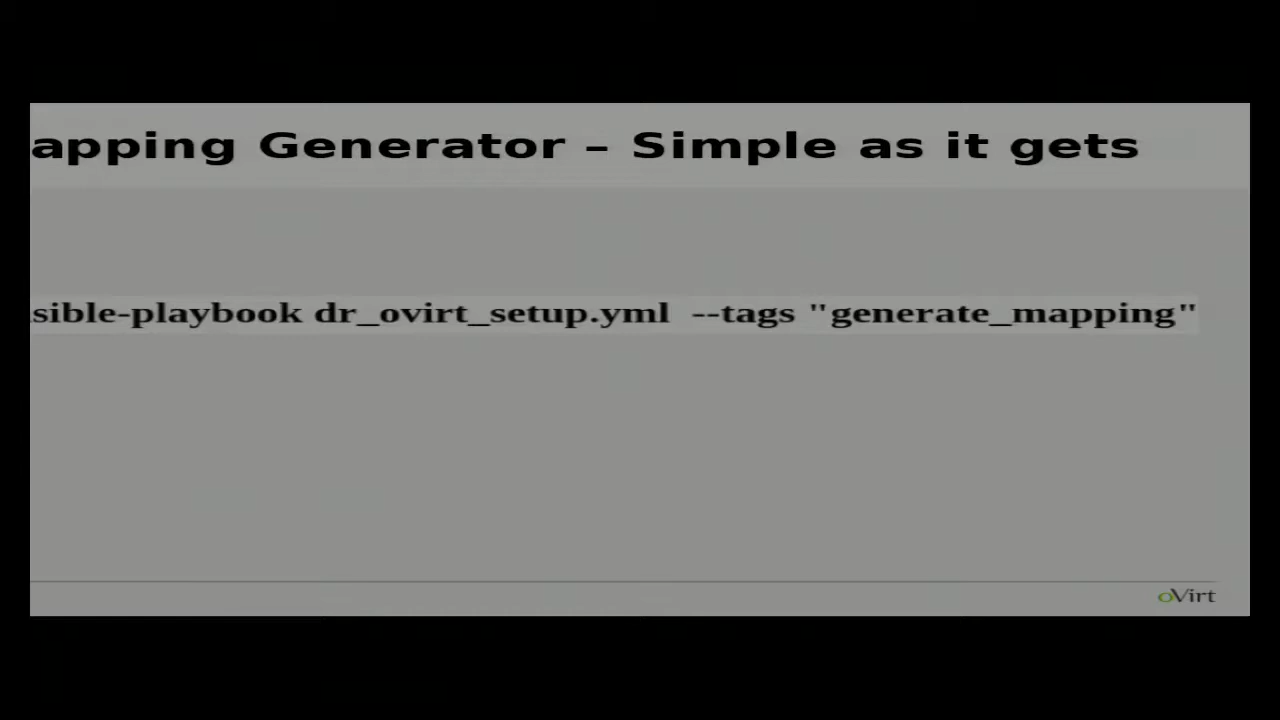 apping Generator – Simple as it gets
sible-playbook dr_ovirt_setup.yml --tags "generate_mapping"
oVirt